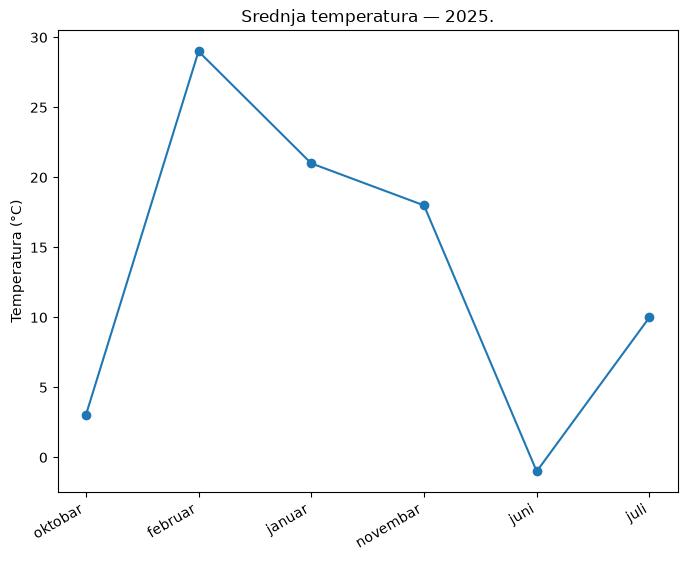 Srednja temperatura — 2025.
Temperatura (°C)
30
25
20
15
10
5
0
oktobar
februar
januar
novembar
juni
juli